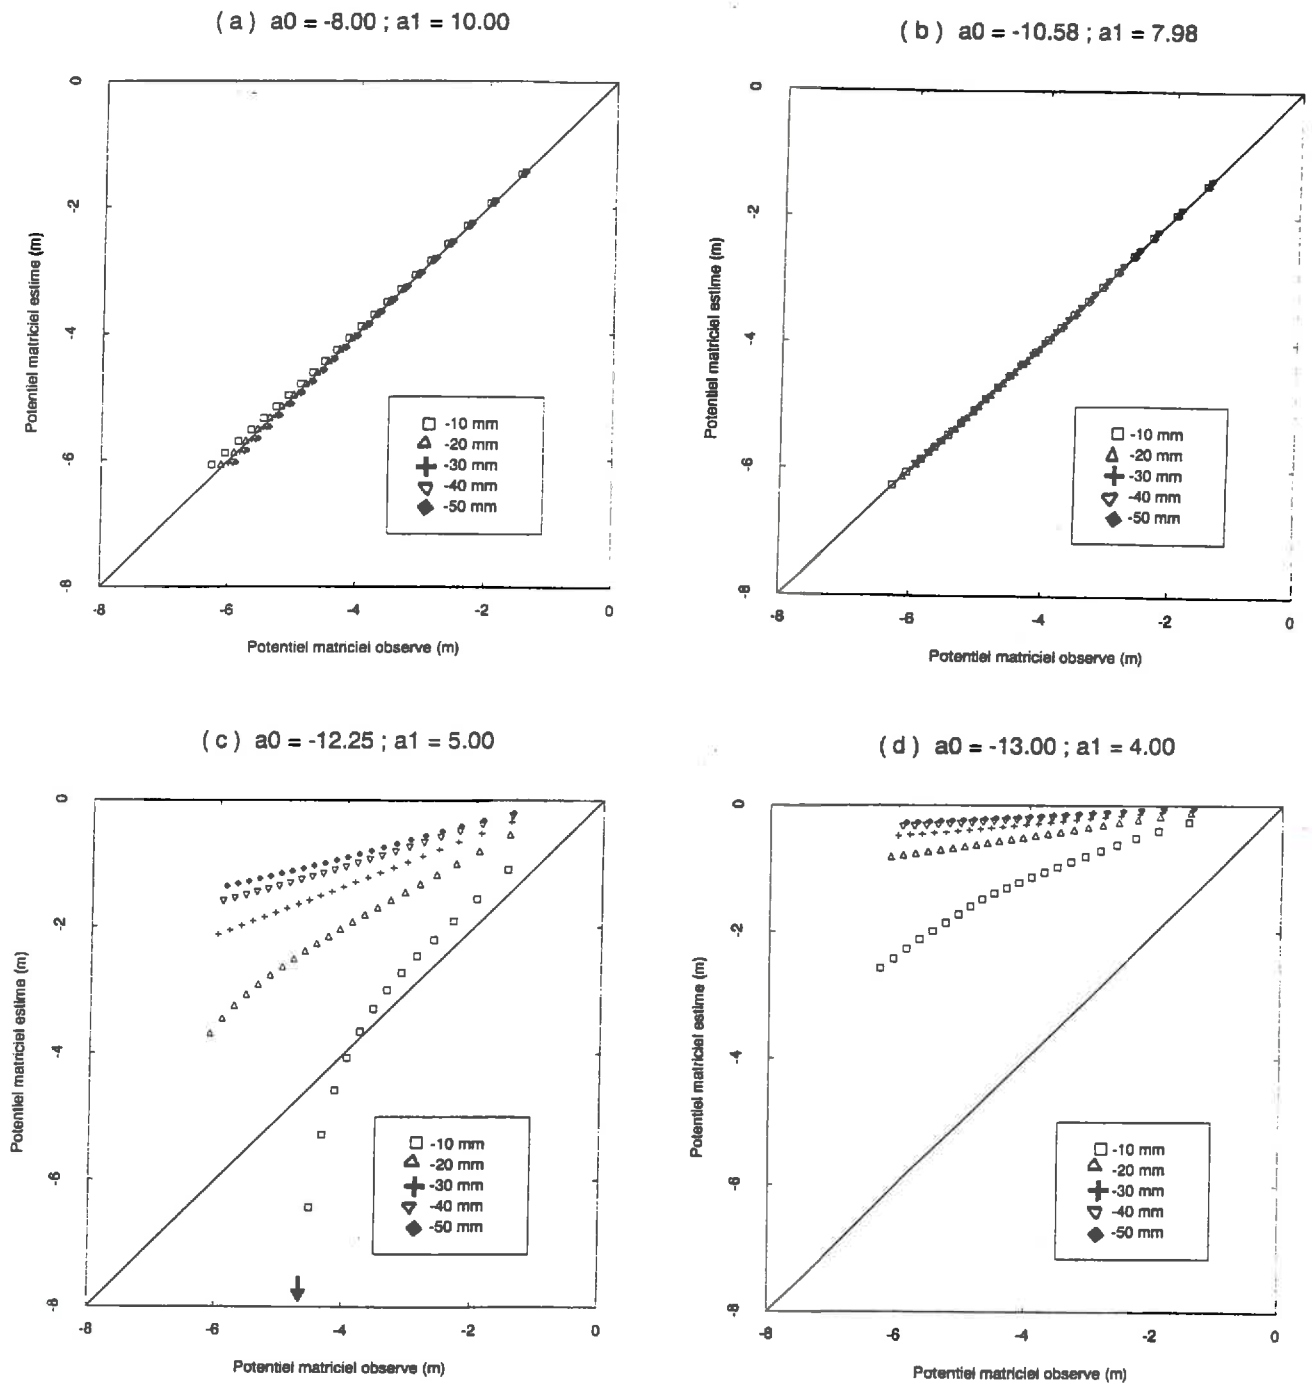 ( a ) a0 = -8.00 ; a1 = 10.00
0
-2
-4
-6
-8
Potentiel matriciel estime (m)
□ -10 mm
△ -20 mm
+ -30 mm
▽ -40 mm
◆ -50 mm
-8 -6 -4 -2 0
Potentiel matriciel observe (m)
( b ) a0 = -10.58 ; a1 = 7.98
0
-2
-4
-6
-8
Potentiel matriciel estime (m)
□ -10 mm
△ -20 mm
+ -30 mm
▽ -40 mm
◆ -50 mm
-8 -6 -4 -2 0
Potentiel matriciel observe (m)
( c ) a0 = -12.25 ; a1 = 5.00
0
-2
-4
-6
-8
Potentiel matriciel estime (m)
□ -10 mm
△ -20 mm
+ -30 mm
▽ -40 mm
◆ -50 mm
-8 -6 -4 -2 0
Potentiel matriciel observe (m)
( d ) a0 = -13.00 ; a1 = 4.00
0
-2
-4
-6
-8
Potentiel matriciel estime (m)
□ -10 mm
△ -20 mm
+ -30 mm
▽ -40 mm
◆ -50 mm
-8 -6 -4 -2 0
Potentiel matriciel observe (m)